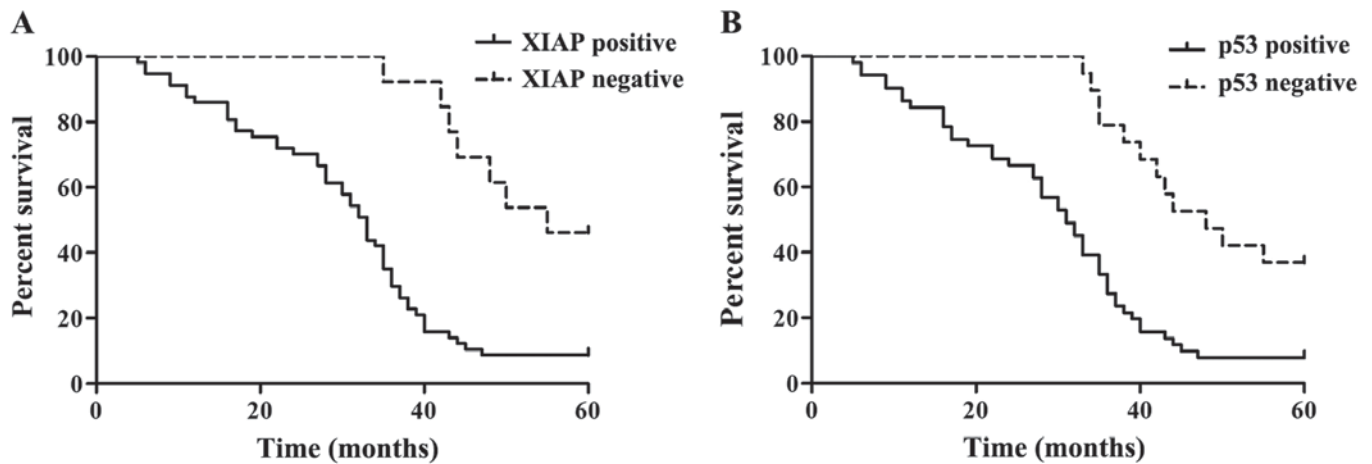 A
XIAP positive
XIAP negative
Percent survival
100
80
60
40
20
0
0 20 40 60
Time (months)
B
p53 positive
p53 negative
Percent survival
100
80
60
40
20
0
0 20 40 60
Time (months)